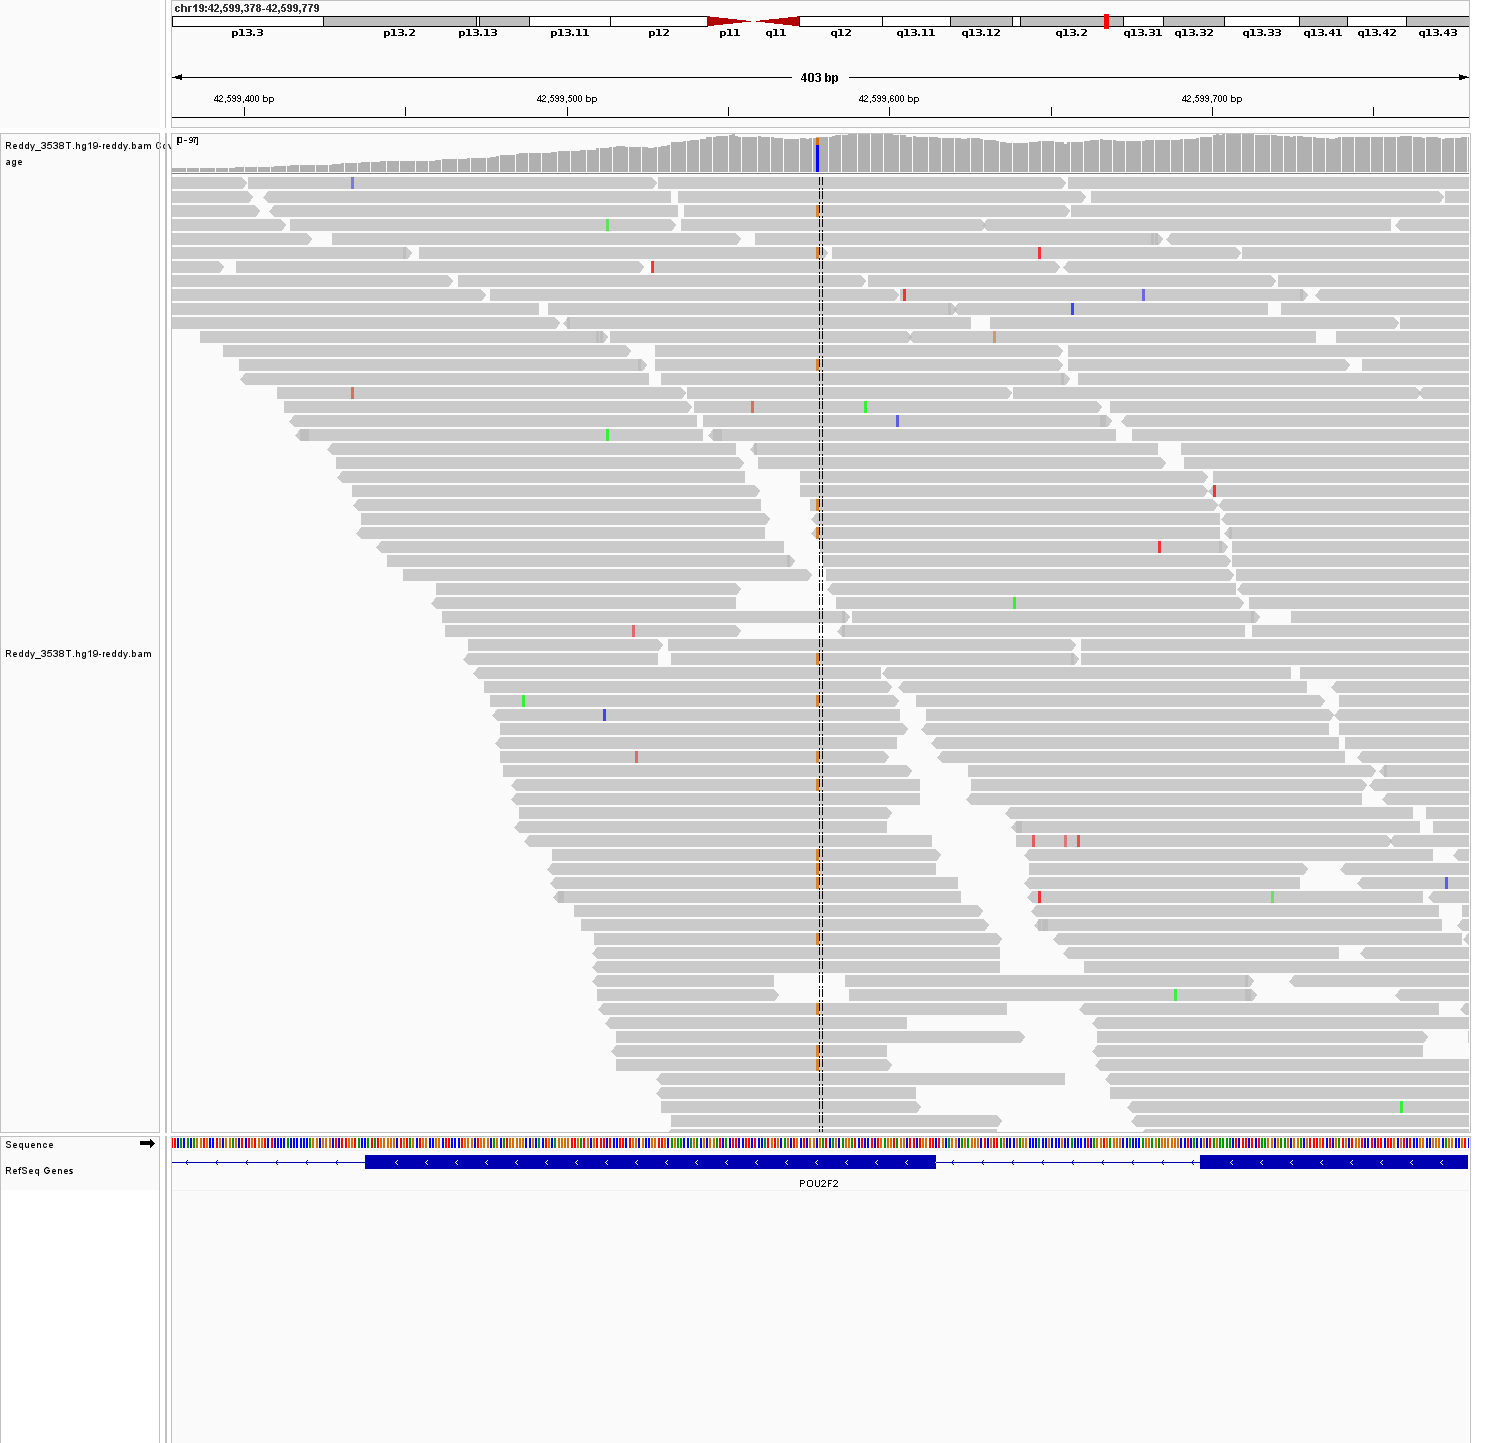 chr19:42,599,378-42,599,779
p13.3 p13.2 p13.13 p13.11 p12 p11 q11 q12 q13.11 q13.12 q13.2 q13.31 q13.32 q13.33 q13.41 q13.42 q13.43
403 bp
42,599,400 bp 42,599,500 bp 42,599,600 bp 42,599,700 bp
[0 - 97]
Reddy_3538T.hg19-reddy.bam Cov
age
Reddy_3538T.hg19-reddy.bam
Sequence
RefSeq Genes
POU2F2